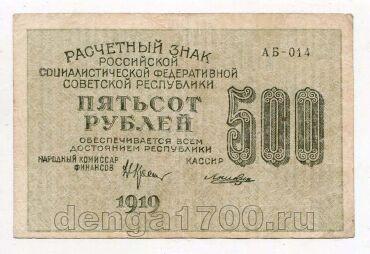 РАСЧЕТНЫЙ ЗНАК
АБ-014
РОССИЙСКОЙ
СОЦИАЛИСТИЧЕСКОЙ ФЕДЕРАТИВНОЙ
СОВЕТСКОЙ РЕСПУБЛИКИ
ПЯТЬСОТ
РУБЛЕЙ
500
ОБЕСПЕЧИВАЕТСЯ ВСЕМ
ДОСТОЯНИЕМ РЕСПУБЛИКИ
НАРОДНЫЙ КОМИССАР
ФИНАНСОВ
КАССИР
1919
denga1700.ru